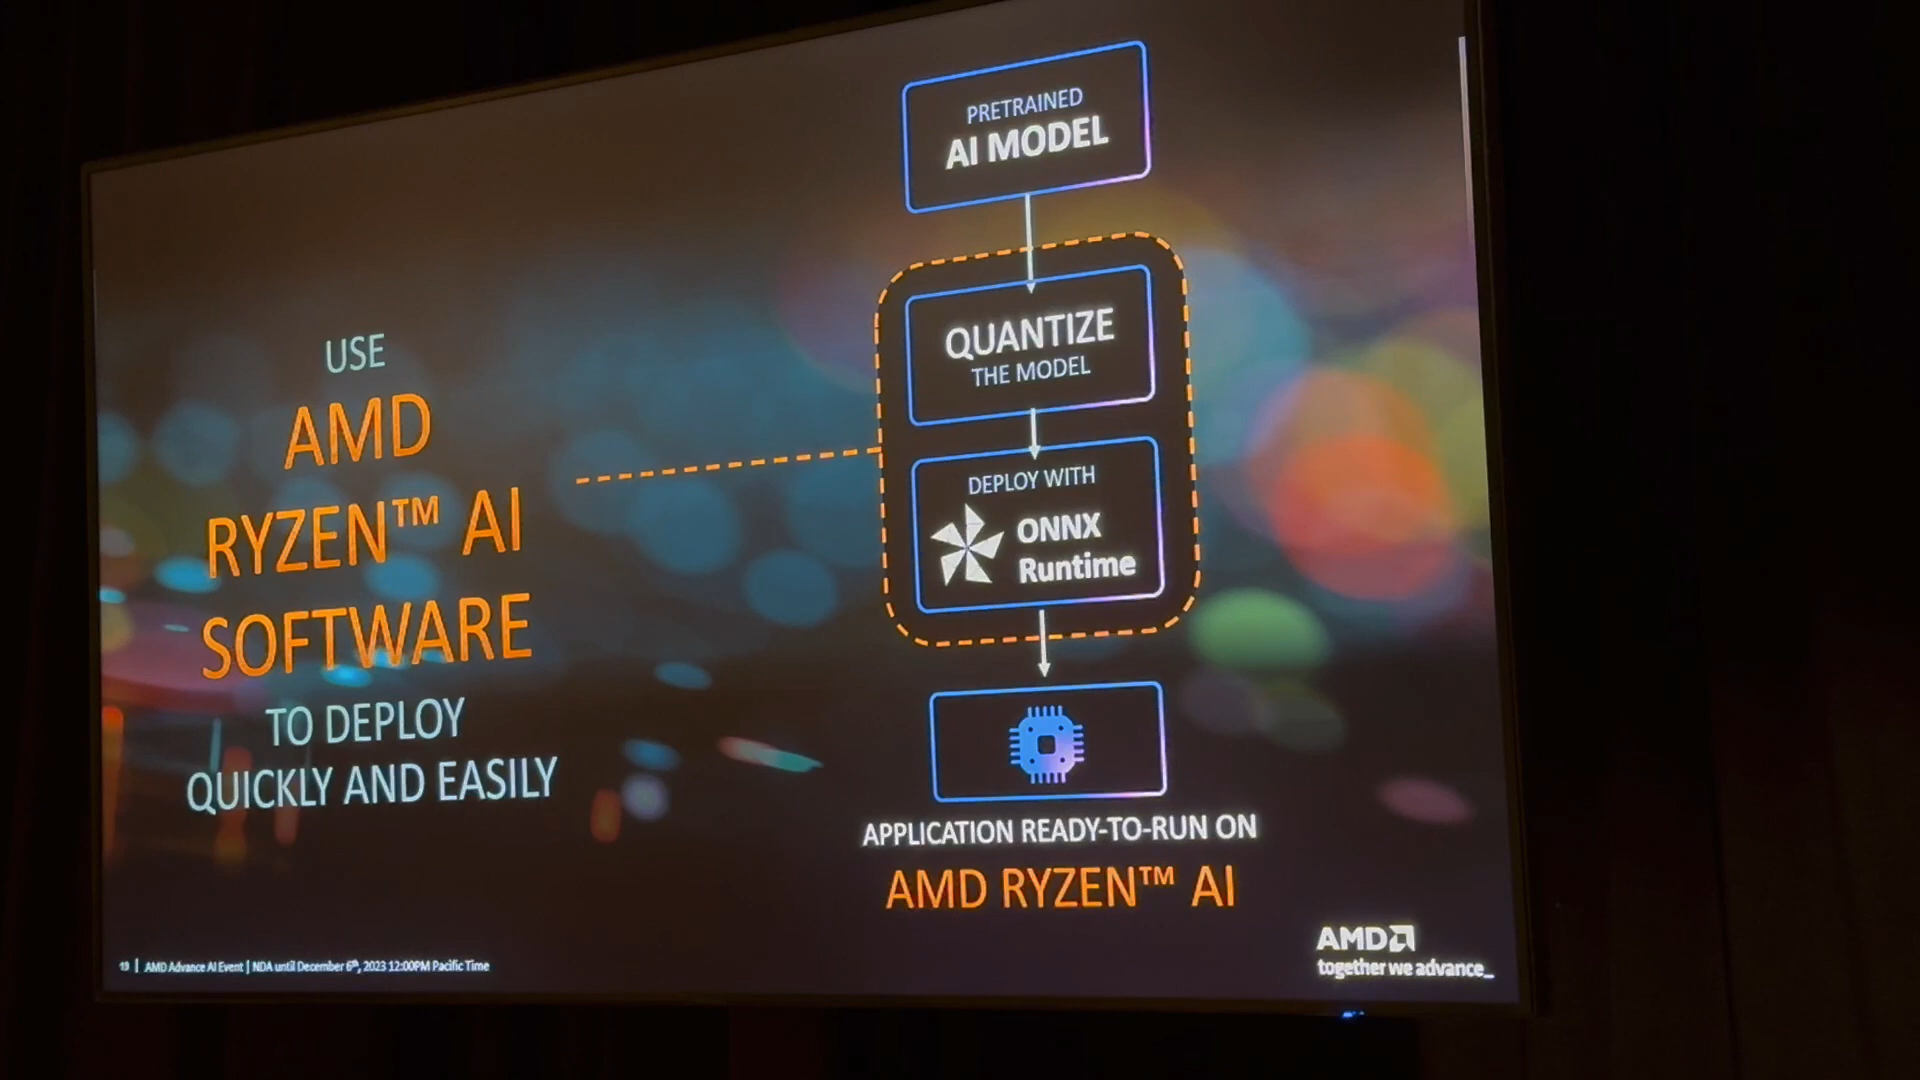 USE
AMD
RYZEN™ AI
SOFTWARE
TO DEPLOY
QUICKLY AND EASILY
PRETRAINED
AI MODEL
QUANTIZE
THE MODEL
DEPLOY WITH
ONNX
Runtime
APPLICATION READY-TO-RUN ON
AMD RYZEN™ AI
19 | AMD Advance AI Event | NDA until December 6th, 2023 12:00PM Pacific Time
AMD
together we advance_